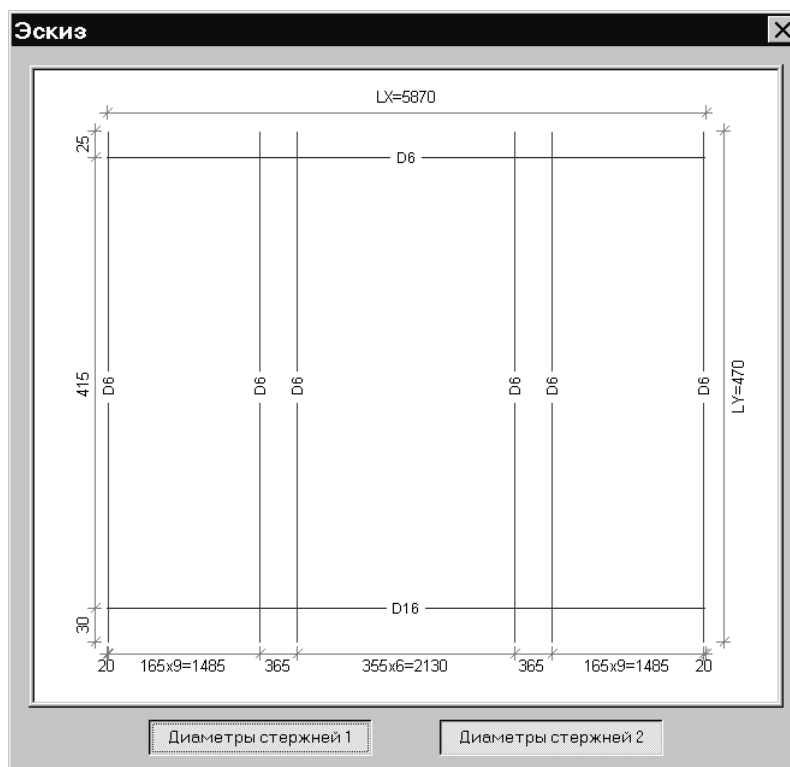 Эскиз
LX=5870
25
D6
415
D6
D6
D6
D6
D6
D6
LY=470
D16
30
20
165x9=1485
365
355x6=2130
365
165x9=1485
20
Диаметры стержней 1
Диаметры стержней 2